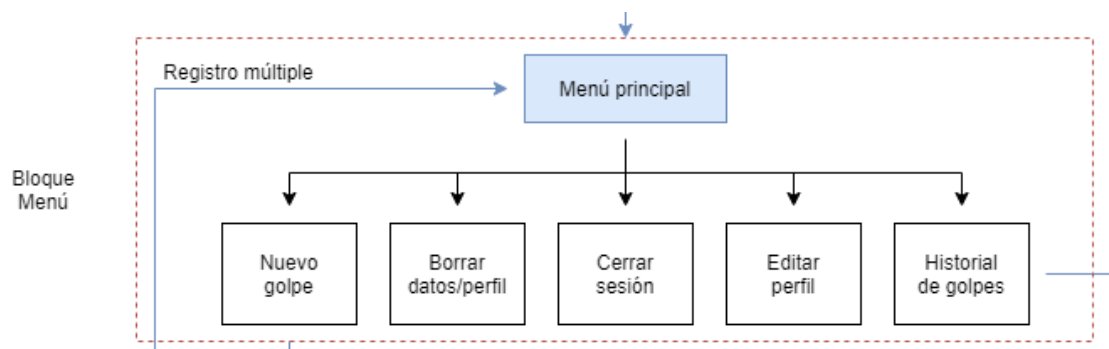 Registro múltiple
Menú principal
Bloque
Menú
Nuevo
golpe
Borrar
datos/perfil
Cerrar
sesión
Editar
perfil
Historial
de golpes